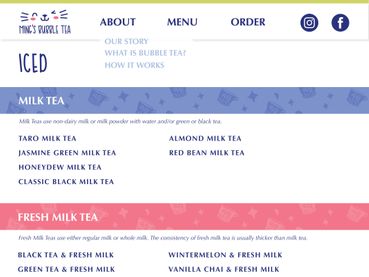 MING'S BUBBLE TEA
ABOUT MENU ORDER
OUR STORY
WHAT IS BUBBLE TEA?
HOW IT WORKS
ICED
MILK TEA
Milk Teas use non-dairy milk or milk powder with water and/or green or black tea.
TARO MILK TEA ALMOND MILK TEA
JASMINE GREEN MILK TEA RED BEAN MILK TEA
HONEYDEW MILK TEA
CLASSIC BLACK MILK TEA
FRESH MILK TEA
Fresh Milk Teas use either regular milk or whole milk. The consistency of fresh milk tea is usually thicker than milk tea.
BLACK TEA & FRESH MILK WINTERMELON & FRESH MILK
GREEN TEA & FRESH MILK VANILLA CHAI & FRESH MILK